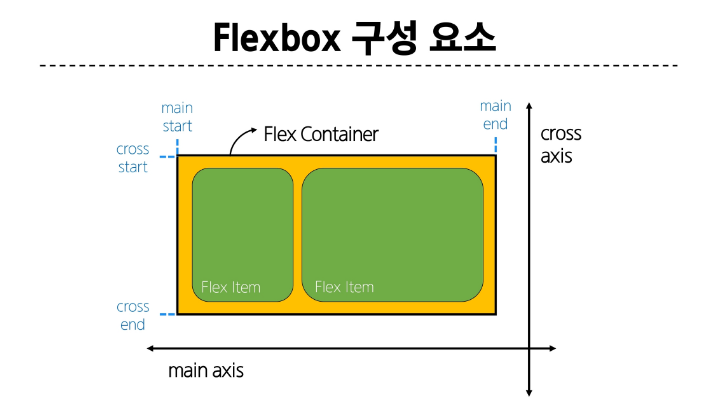 Flexbox 구성 요소
main
start
main
end
Flex Container
cross
axis
cross
start
Flex Item
Flex Item
cross
end
main axis